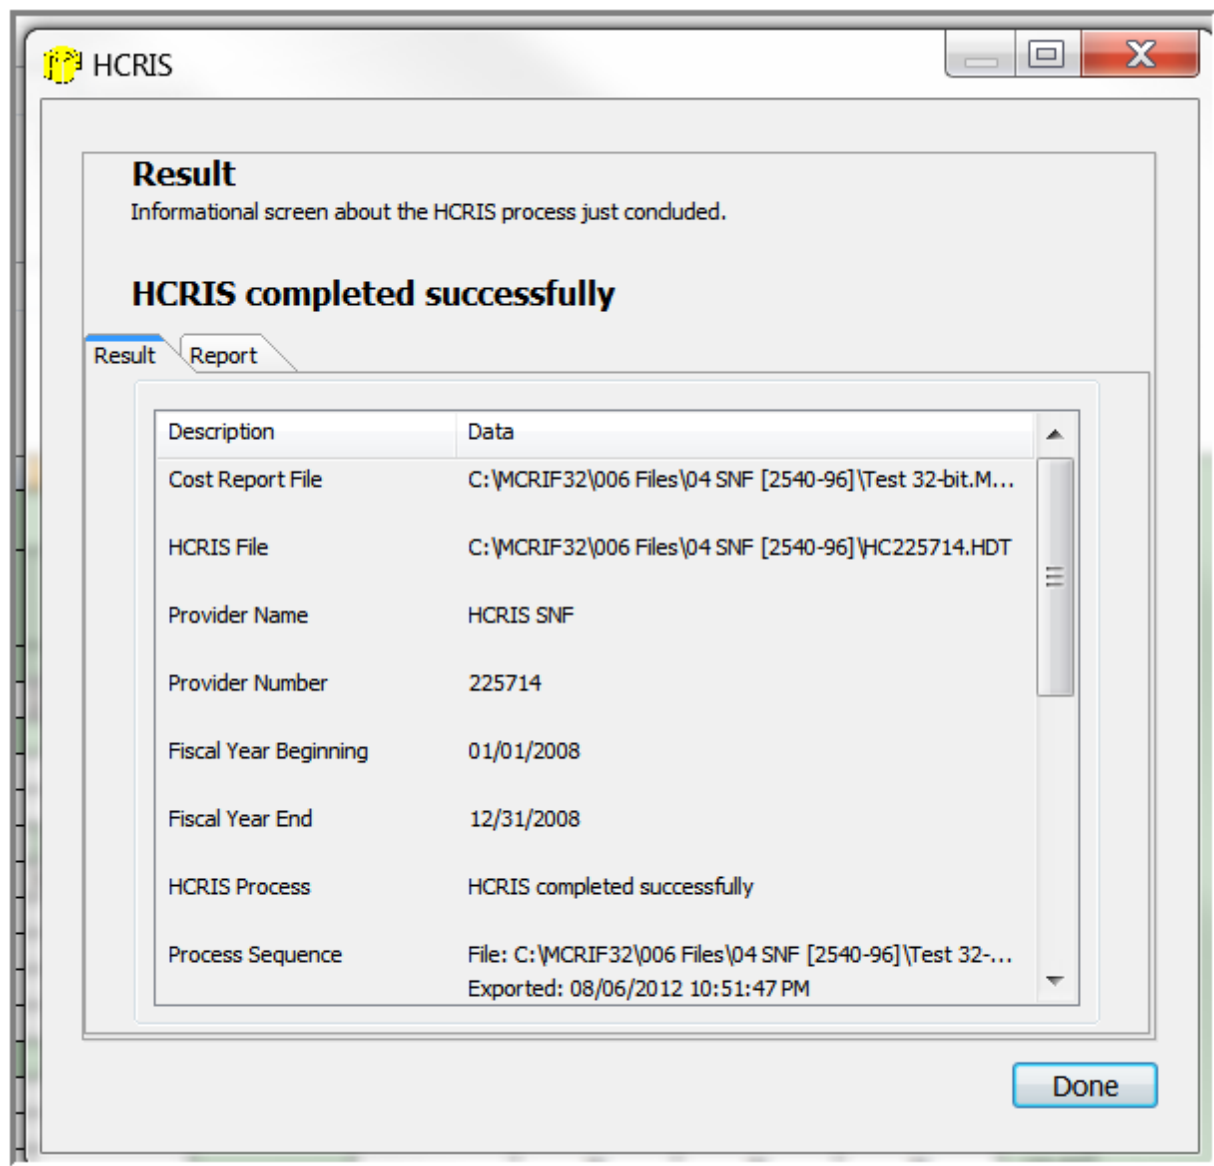 HCRIS
Result
Informational screen about the HCRIS process just concluded.
HCRIS completed successfully
Result Report
Description Data
Cost Report File C:\MCRIF32\006 Files\04 SNF [2540-96]\Test 32-bit.M...
HCRIS File C:\MCRIF32\006 Files\04 SNF [2540-96]\HC225714.HDT
Provider Name HCRIS SNF
Provider Number 225714
Fiscal Year Beginning 01/01/2008
Fiscal Year End 12/31/2008
HCRIS Process HCRIS completed successfully
Process Sequence File: C:\MCRIF32\006 Files\04 SNF [2540-96]\Test 32-...
Exported: 08/06/2012 10:51:47 PM
Done